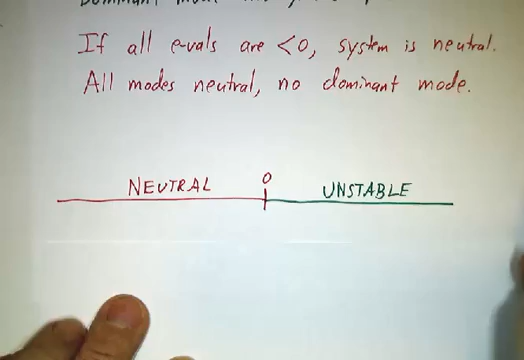 If all e-vals are <0, system is neutral.
All modes neutral, no dominant mode.
NEUTRAL 0 UNSTABLE